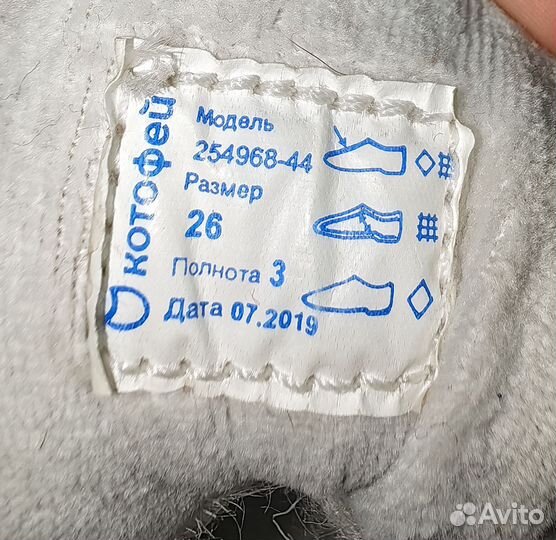 котофей
Модель
254968-44
Размер
26
Полнота 3
Дата 07.2019
Avito